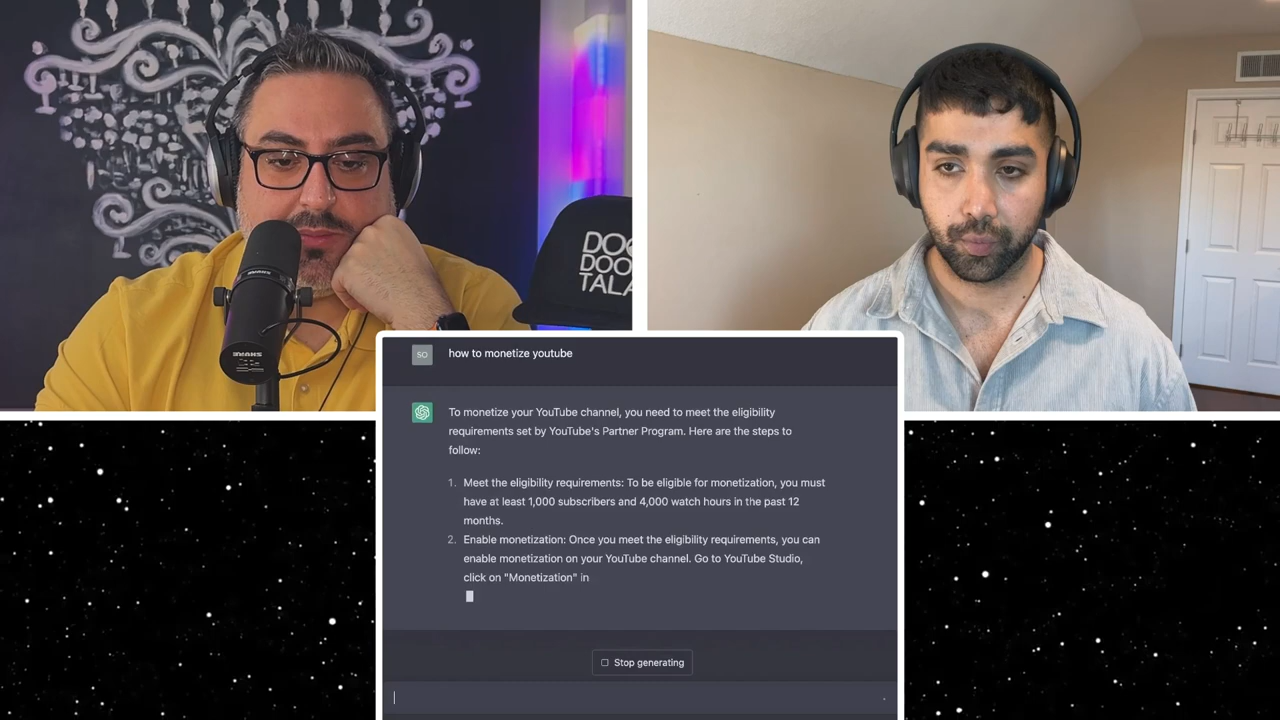 DOO
DOO
TALA
SO
how to monetize youtube
To monetize your YouTube channel, you need to meet the eligibility
requirements set by YouTube's Partner Program. Here are the steps to
follow:
1. Meet the eligibility requirements: To be eligible for monetization, you must
have at least 1,000 subscribers and 4,000 watch hours in the past 12
months.
2. Enable monetization: Once you meet the eligibility requirements, you can
enable monetization on your YouTube channel. Go to YouTube Studio,
click on "Monetization" in
Stop generating